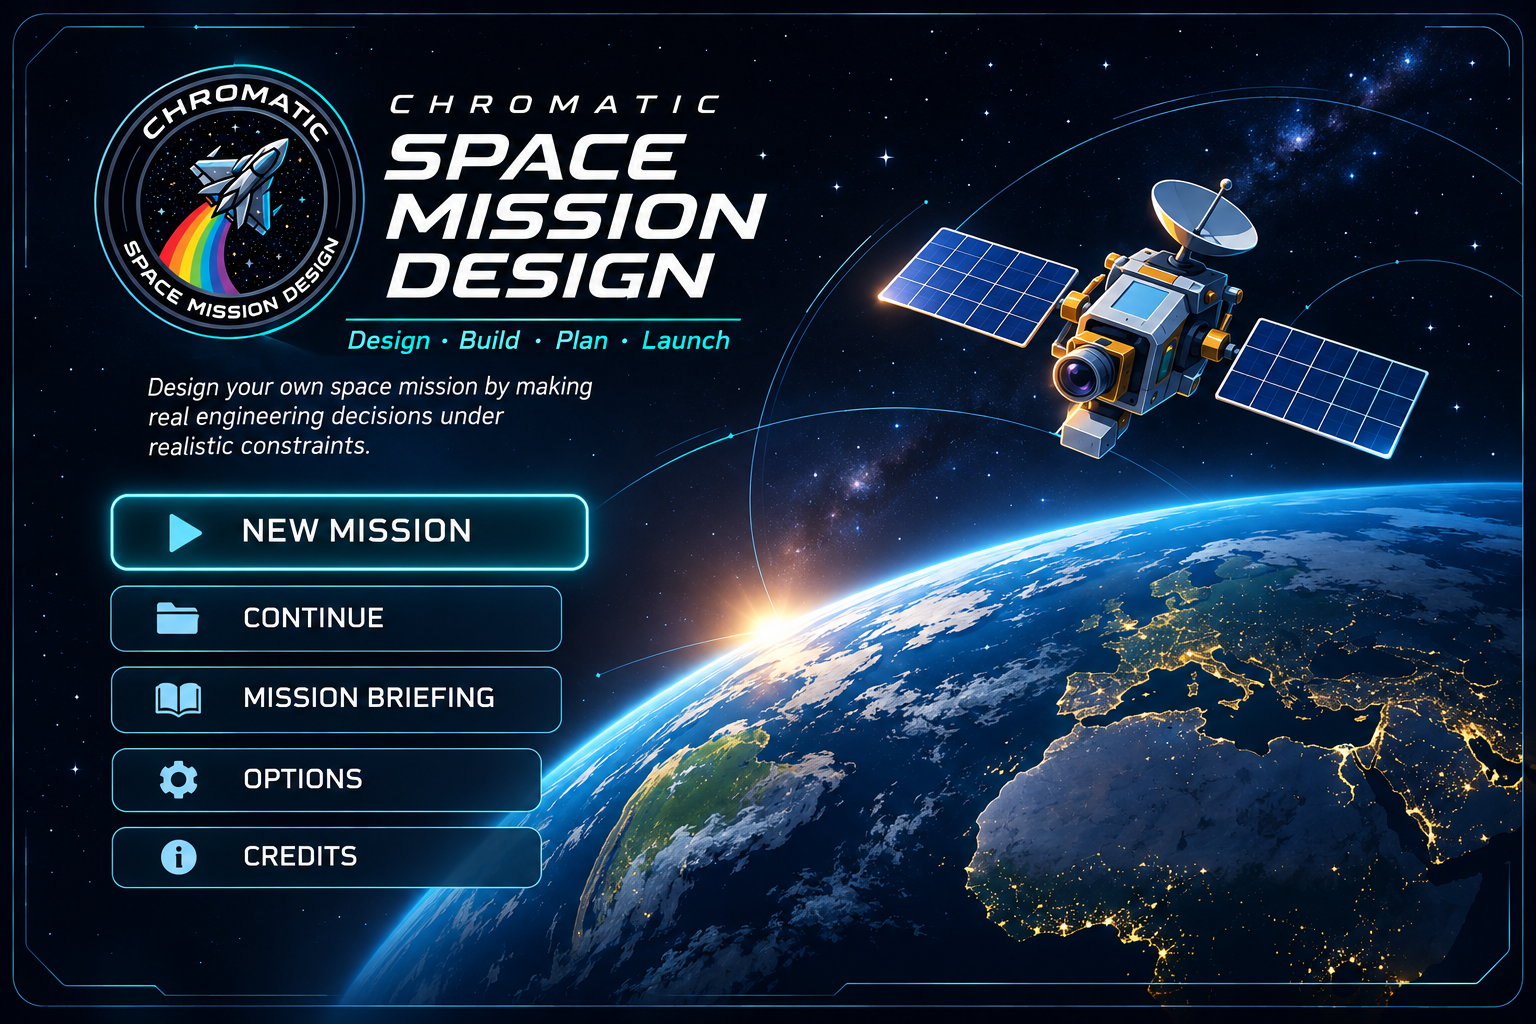 CHROMATIC
SPACE MISSION DESIGN
CHROMATIC
SPACE
MISSION
DESIGN
Design · Build · Plan · Launch
Design your own space mission by making
real engineering decisions under
realistic constraints.
NEW MISSION
CONTINUE
MISSION BRIEFING
OPTIONS
CREDITS